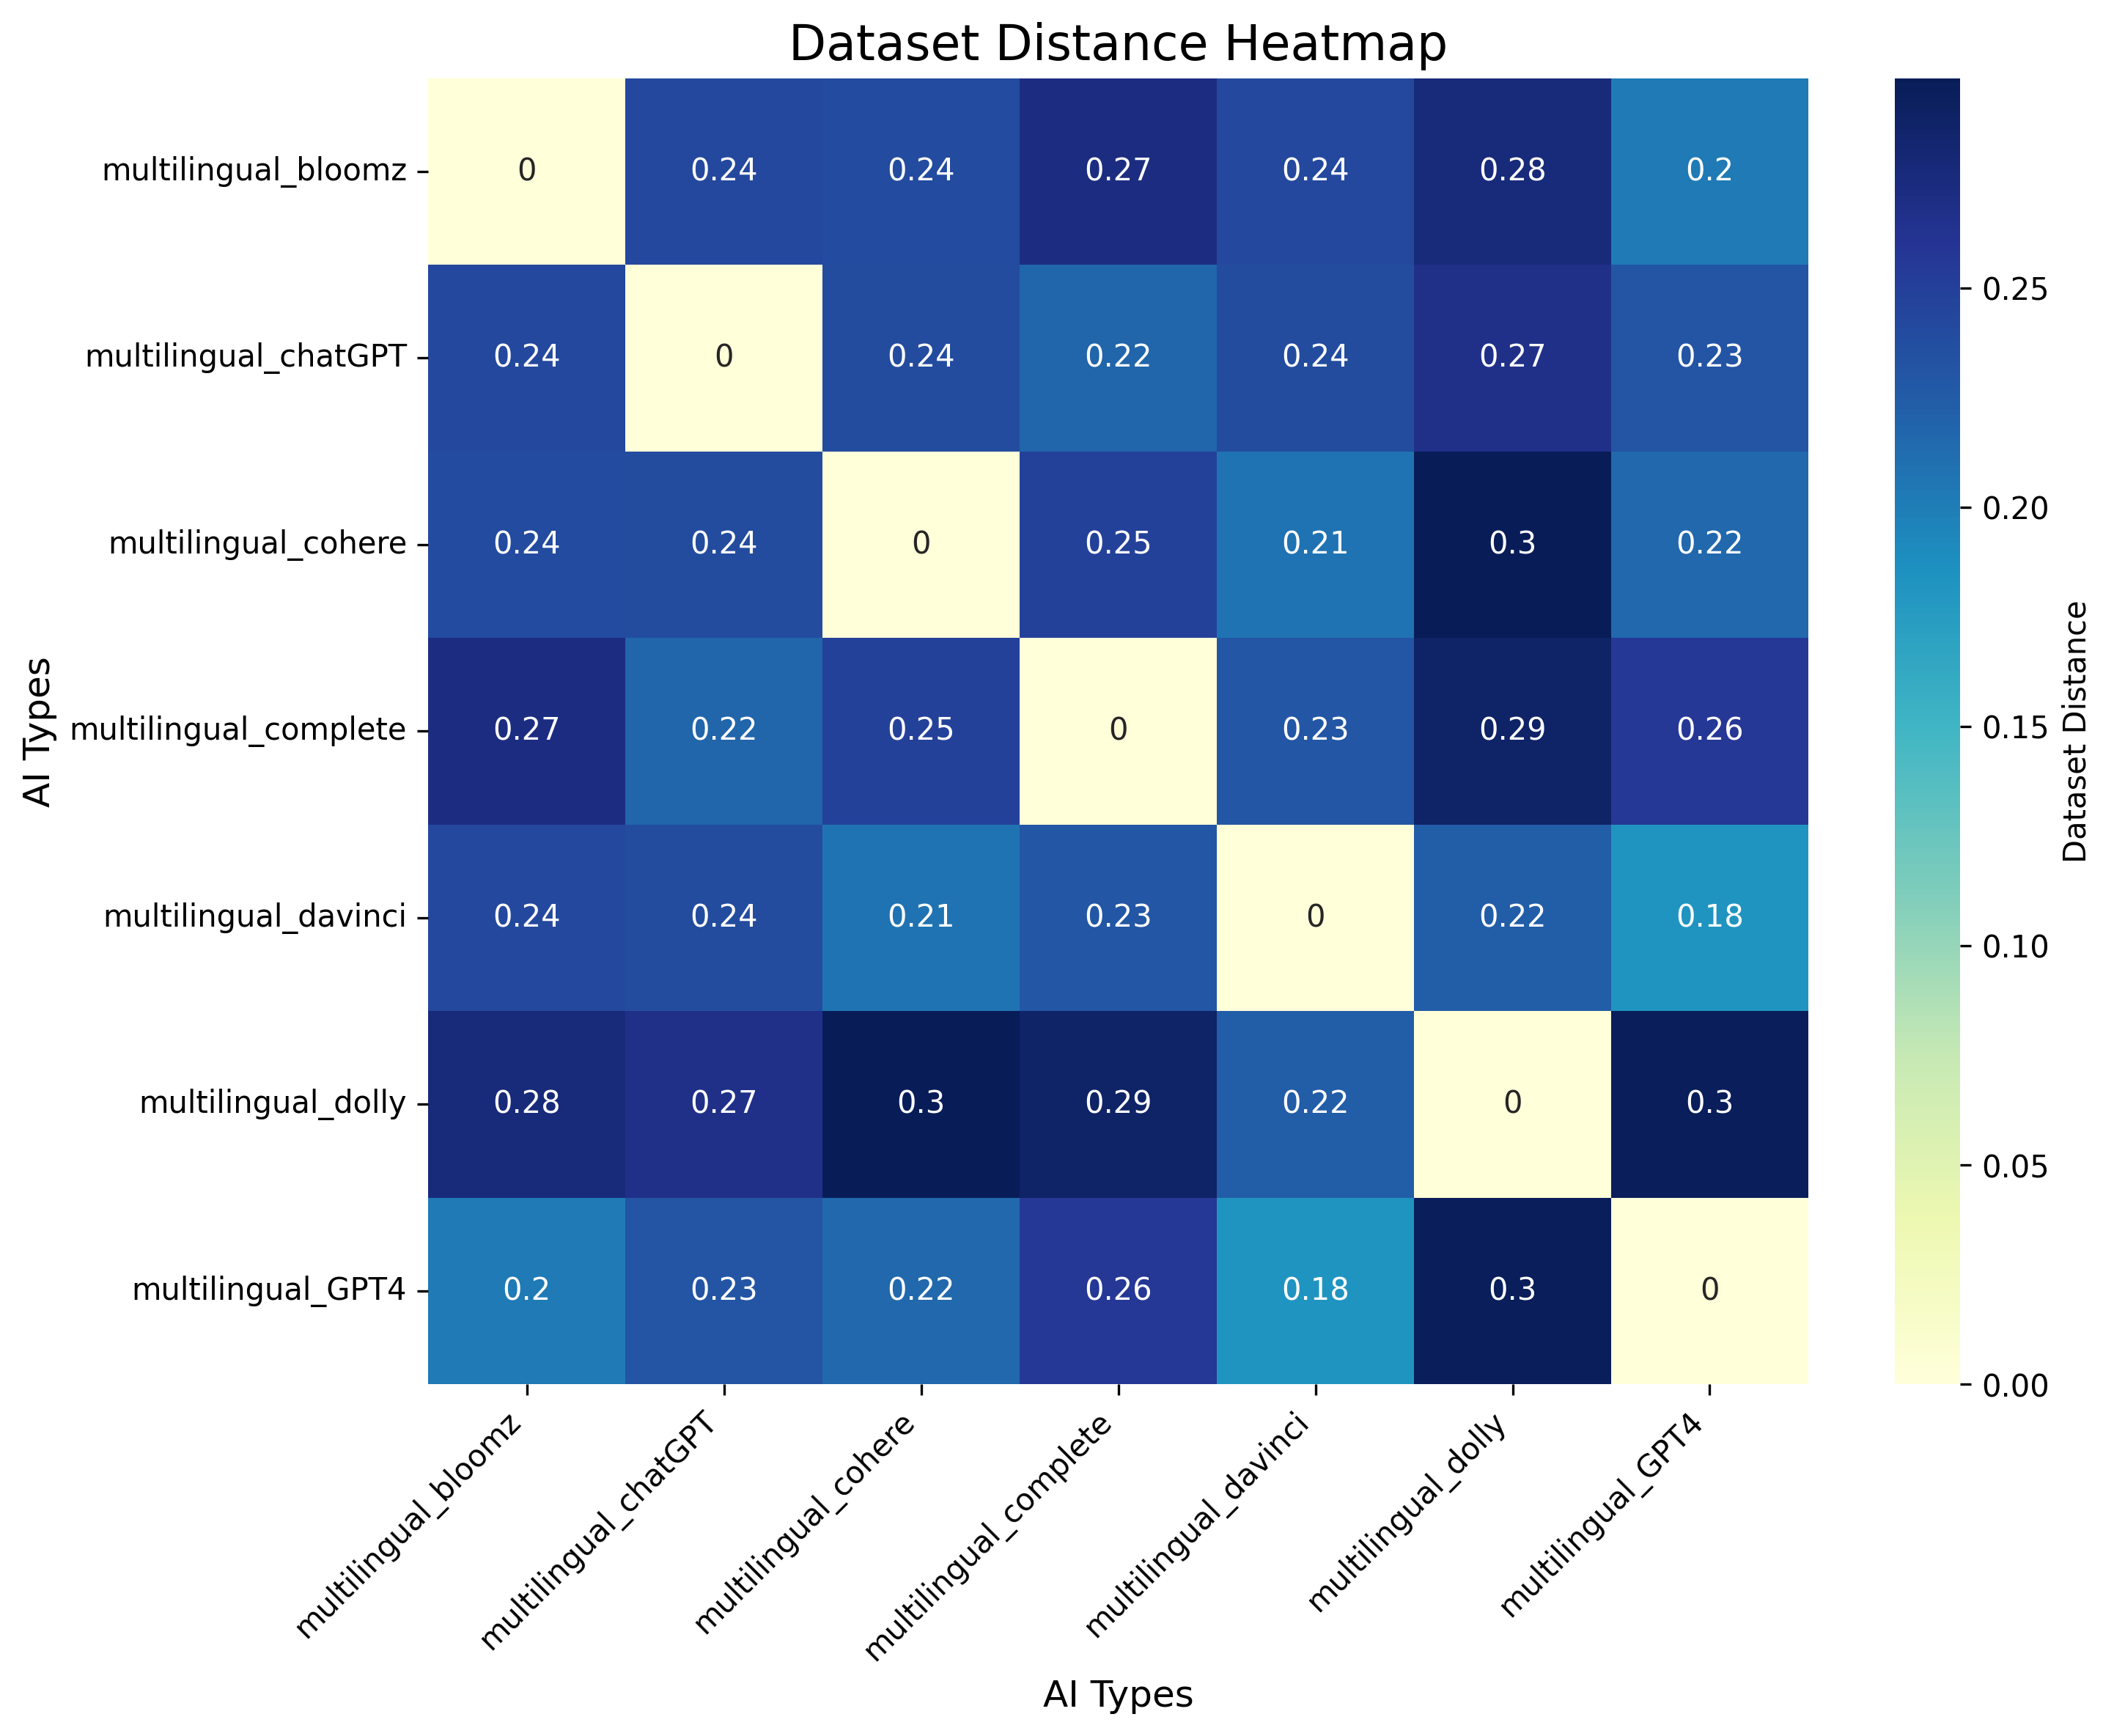 Dataset Distance Heatmap
multilingual_bloomz 0 0.24 0.24 0.27 0.24 0.28 0.2
multilingual_chatGPT 0.24 0 0.24 0.22 0.24 0.27 0.23
multilingual_cohere 0.24 0.24 0 0.25 0.21 0.3 0.22
multilingual_complete 0.27 0.22 0.25 0 0.23 0.29 0.26
multilingual_davinci 0.24 0.24 0.21 0.23 0 0.22 0.18
multilingual_dolly 0.28 0.27 0.3 0.29 0.22 0 0.3
multilingual_GPT4 0.2 0.23 0.22 0.26 0.18 0.3 0
AI Types
multilingual_bloomz
multilingual_chatGPT
multilingual_cohere
multilingual_complete
multilingual_davinci
multilingual_dolly
multilingual_GPT4
AI Types
0.25
0.20
0.15
0.10
0.05
0.00
Dataset Distance